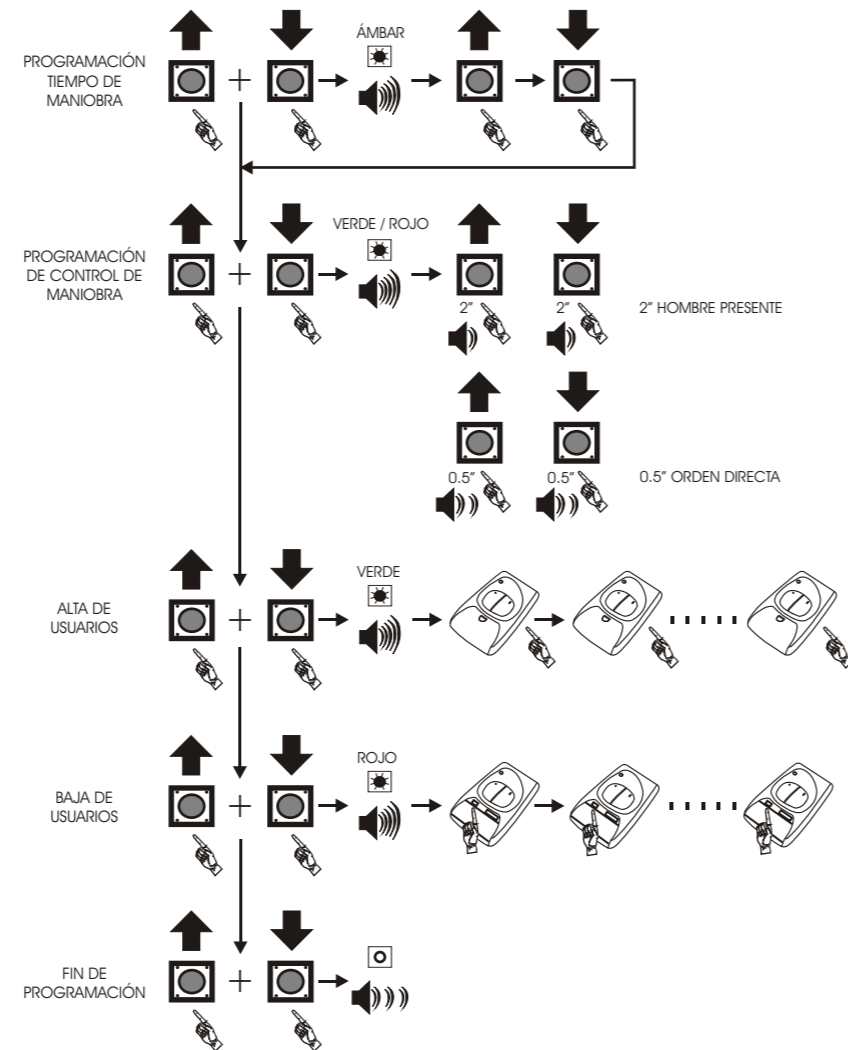 ÁMBAR
PROGRAMACIÓN
TIEMPO DE
MANIOBRA
VERDE / ROJO
PROGRAMACIÓN
DE CONTROL DE
MANIOBRA
2” 2” 2” HOMBRE PRESENTE
0.5” 0.5” 0.5” ORDEN DIRECTA
VERDE
ALTA DE
USUARIOS
ROJO
BAJA DE
USUARIOS
FIN DE
PROGRAMACIÓN